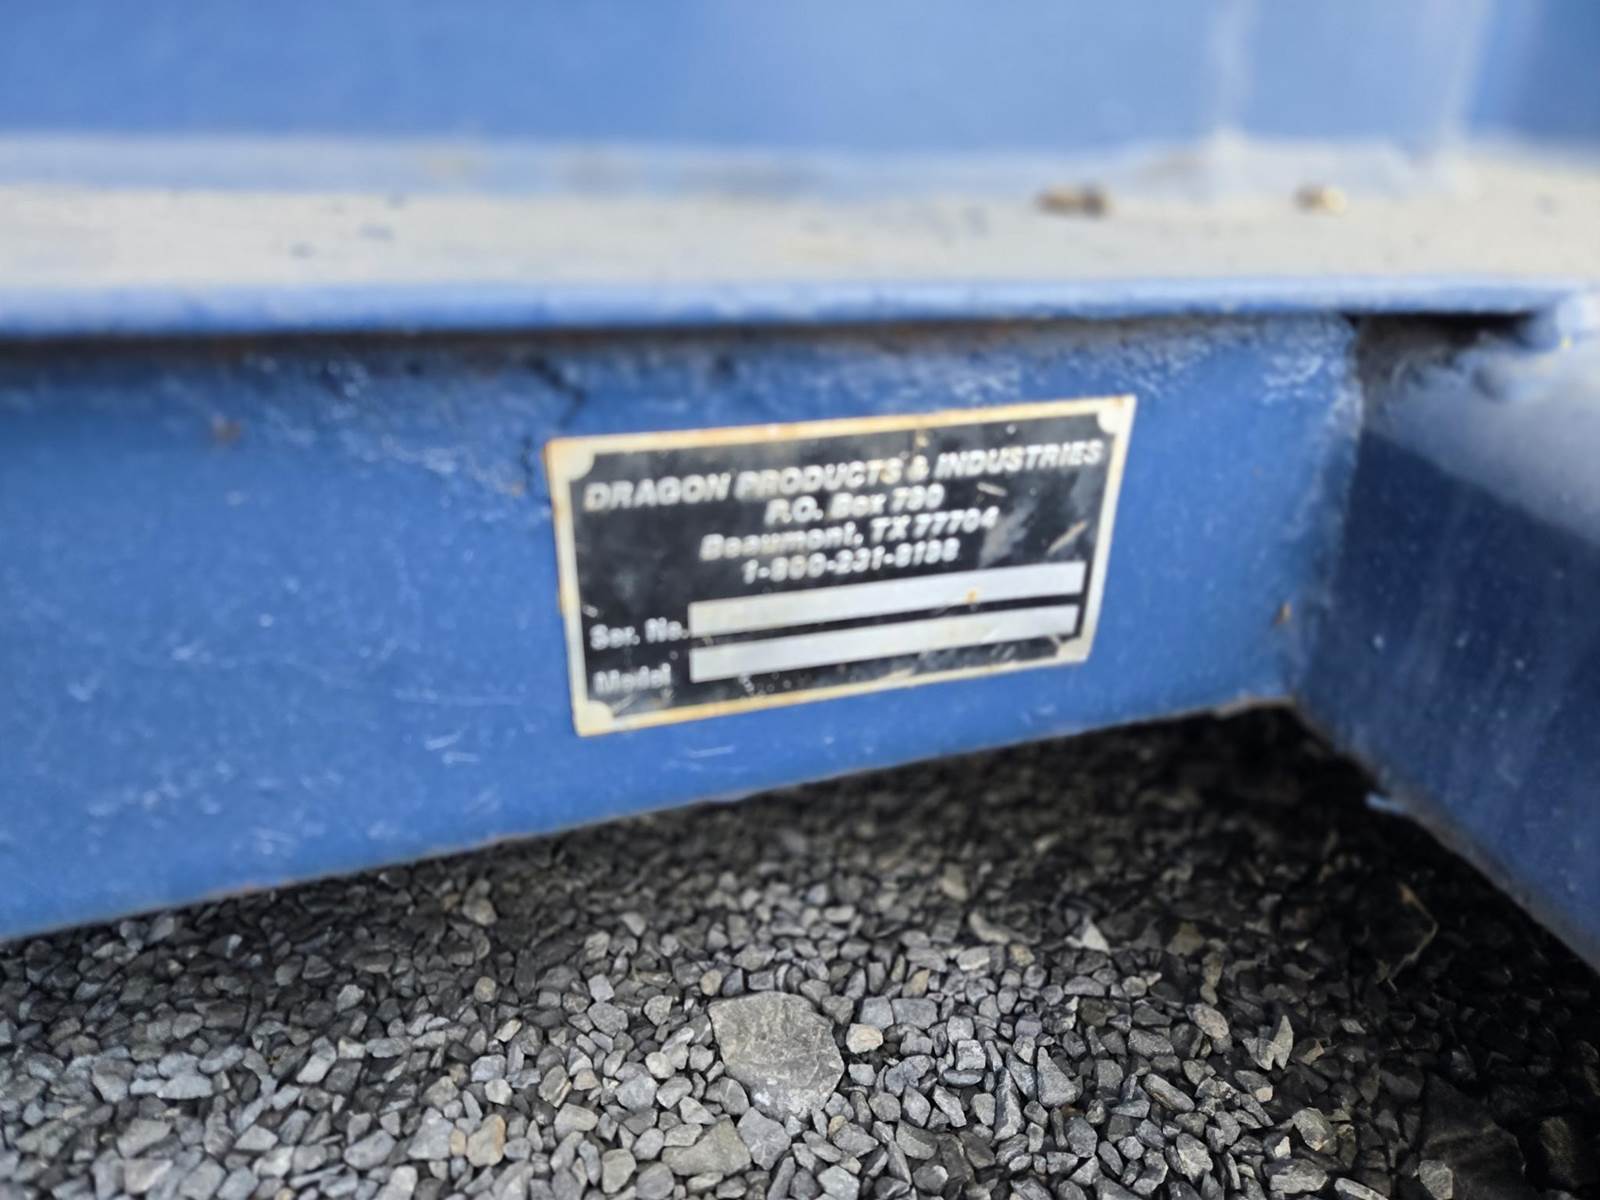 DRAGON PRODUCTS & INDUSTRIES
P.O. Box 790
Beaumont, TX 77704
1-800-231-8198
Ser. No.
Model